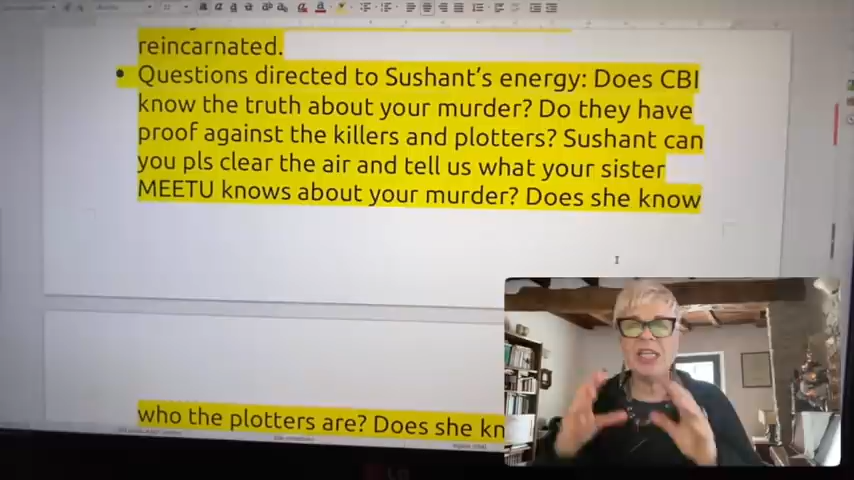 reincarnated.
• Questions directed to Sushant's energy: Does CBI
know the truth about your murder? Do they have
proof against the killers and plotters? Sushant can
you pls clear the air and tell us what your sister
MEETU knows about your murder? Does she know
who the plotters are? Does she kn